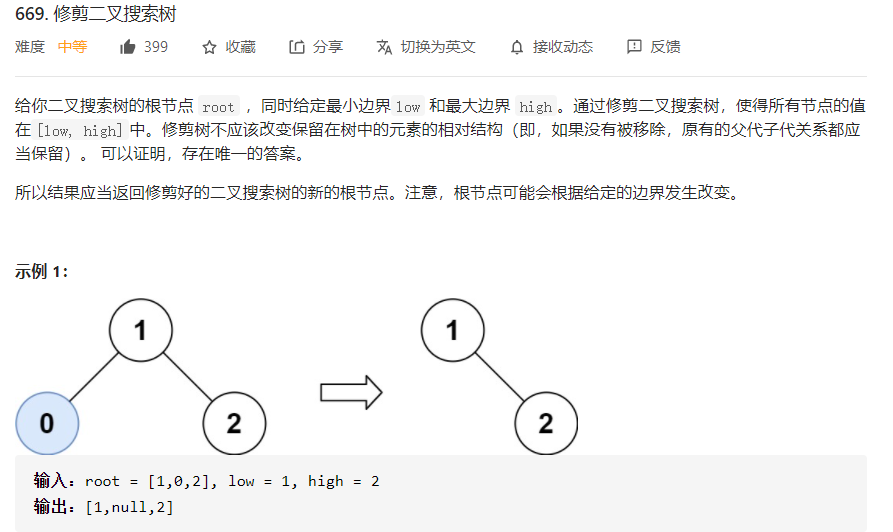 669. 修剪二叉搜索树
难度 中等 399 收藏 分享 切换为英文 接收动态 反馈
给你二叉搜索树的根节点 root ，同时给定最小边界 low 和最大边界 high。通过修剪二叉搜索树，使得所有节点的值
在 [low, high] 中。修剪树不应该改变保留在树中的元素的相对结构（即，如果没有被移除，原有的父代子代关系都应
当保留）。 可以证明，存在唯一的答案。
所以结果应当返回修剪好的二叉搜索树的新的根节点。注意，根节点可能会根据给定的边界发生改变。
示例 1：
1 1
0 2 2
输入：root = [1,0,2], low = 1, high = 2
输出：[1,null,2]